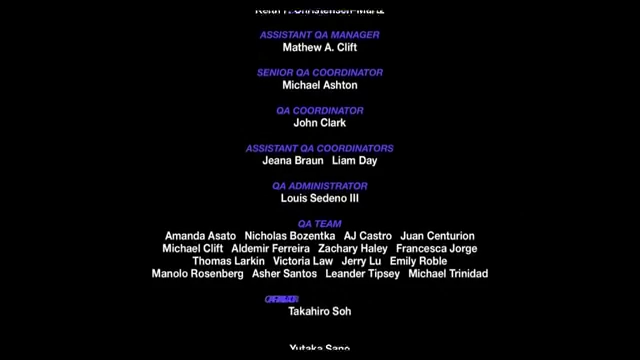 ASSISTANT QA MANAGER
Mathew A. Clift
SENIOR QA COORDINATOR
Michael Ashton
QA COORDINATOR
John Clark
ASSISTANT QA COORDINATORS
Jeana Braun Liam Day
QA ADMINISTRATOR
Louis Sedeno III
QA TEAM
Amanda Asato Nicholas Bozentka AJ Castro Juan Centurion
Michael Clift Aldemir Ferreira Zachary Haley Francesca Jorge
Thomas Larkin Victoria Law Jerry Lu Emily Roble
Manolo Rosenberg Asher Santos Leander Tipsey Michael Trinidad
Takahiro Soh
Yutaka Sano